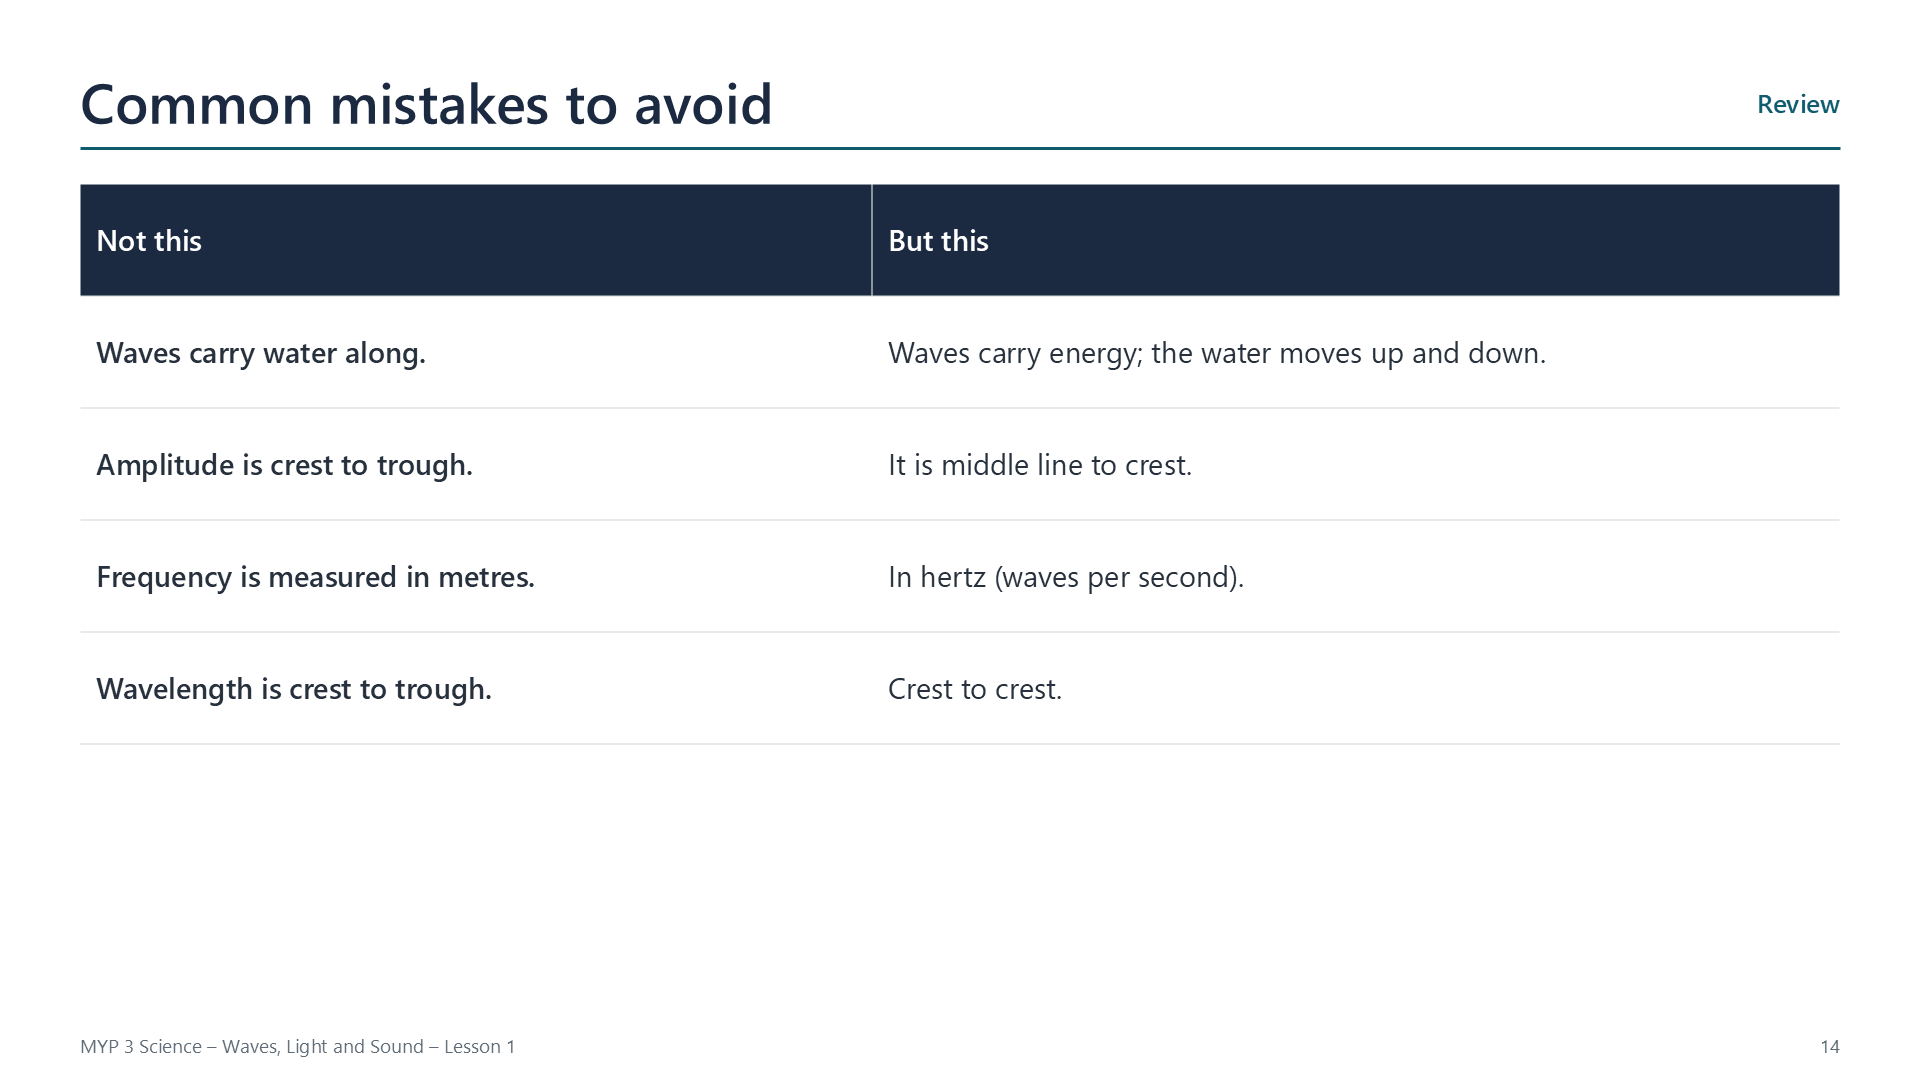 Common mistakes to avoid
Review
Not this
But this
Waves carry water along.
Waves carry energy; the water moves up and down.
Amplitude is crest to trough.
It is middle line to crest.
Frequency is measured in metres.
In hertz (waves per second).
Wavelength is crest to trough.
Crest to crest.
MYP 3 Science – Waves, Light and Sound – Lesson 1
14